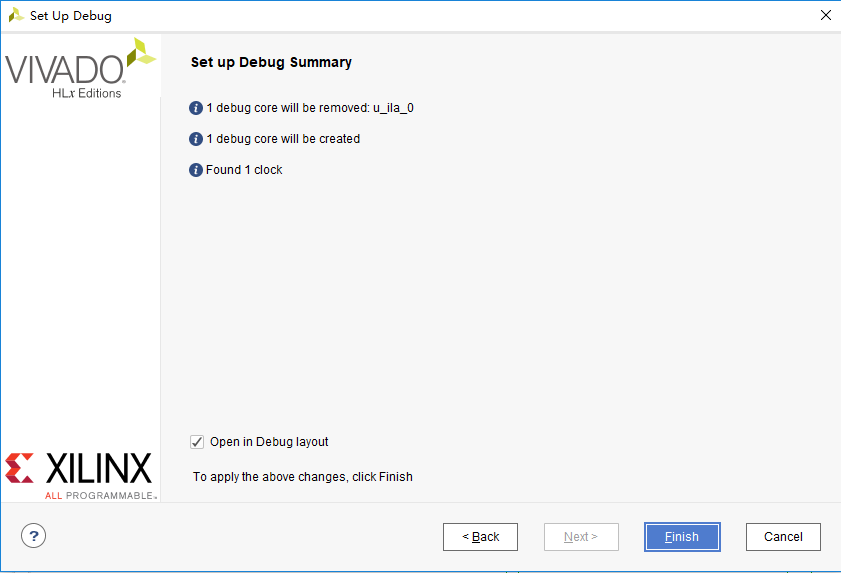 Set Up Debug
VIVADO
HLx Editions
Set up Debug Summary
1 debug core will be removed: u_ila_0
1 debug core will be created
Found 1 clock
Open in Debug layout
To apply the above changes, click Finish
XILINX
ALL PROGRAMMABLE™
? < Back Next > Finish Cancel